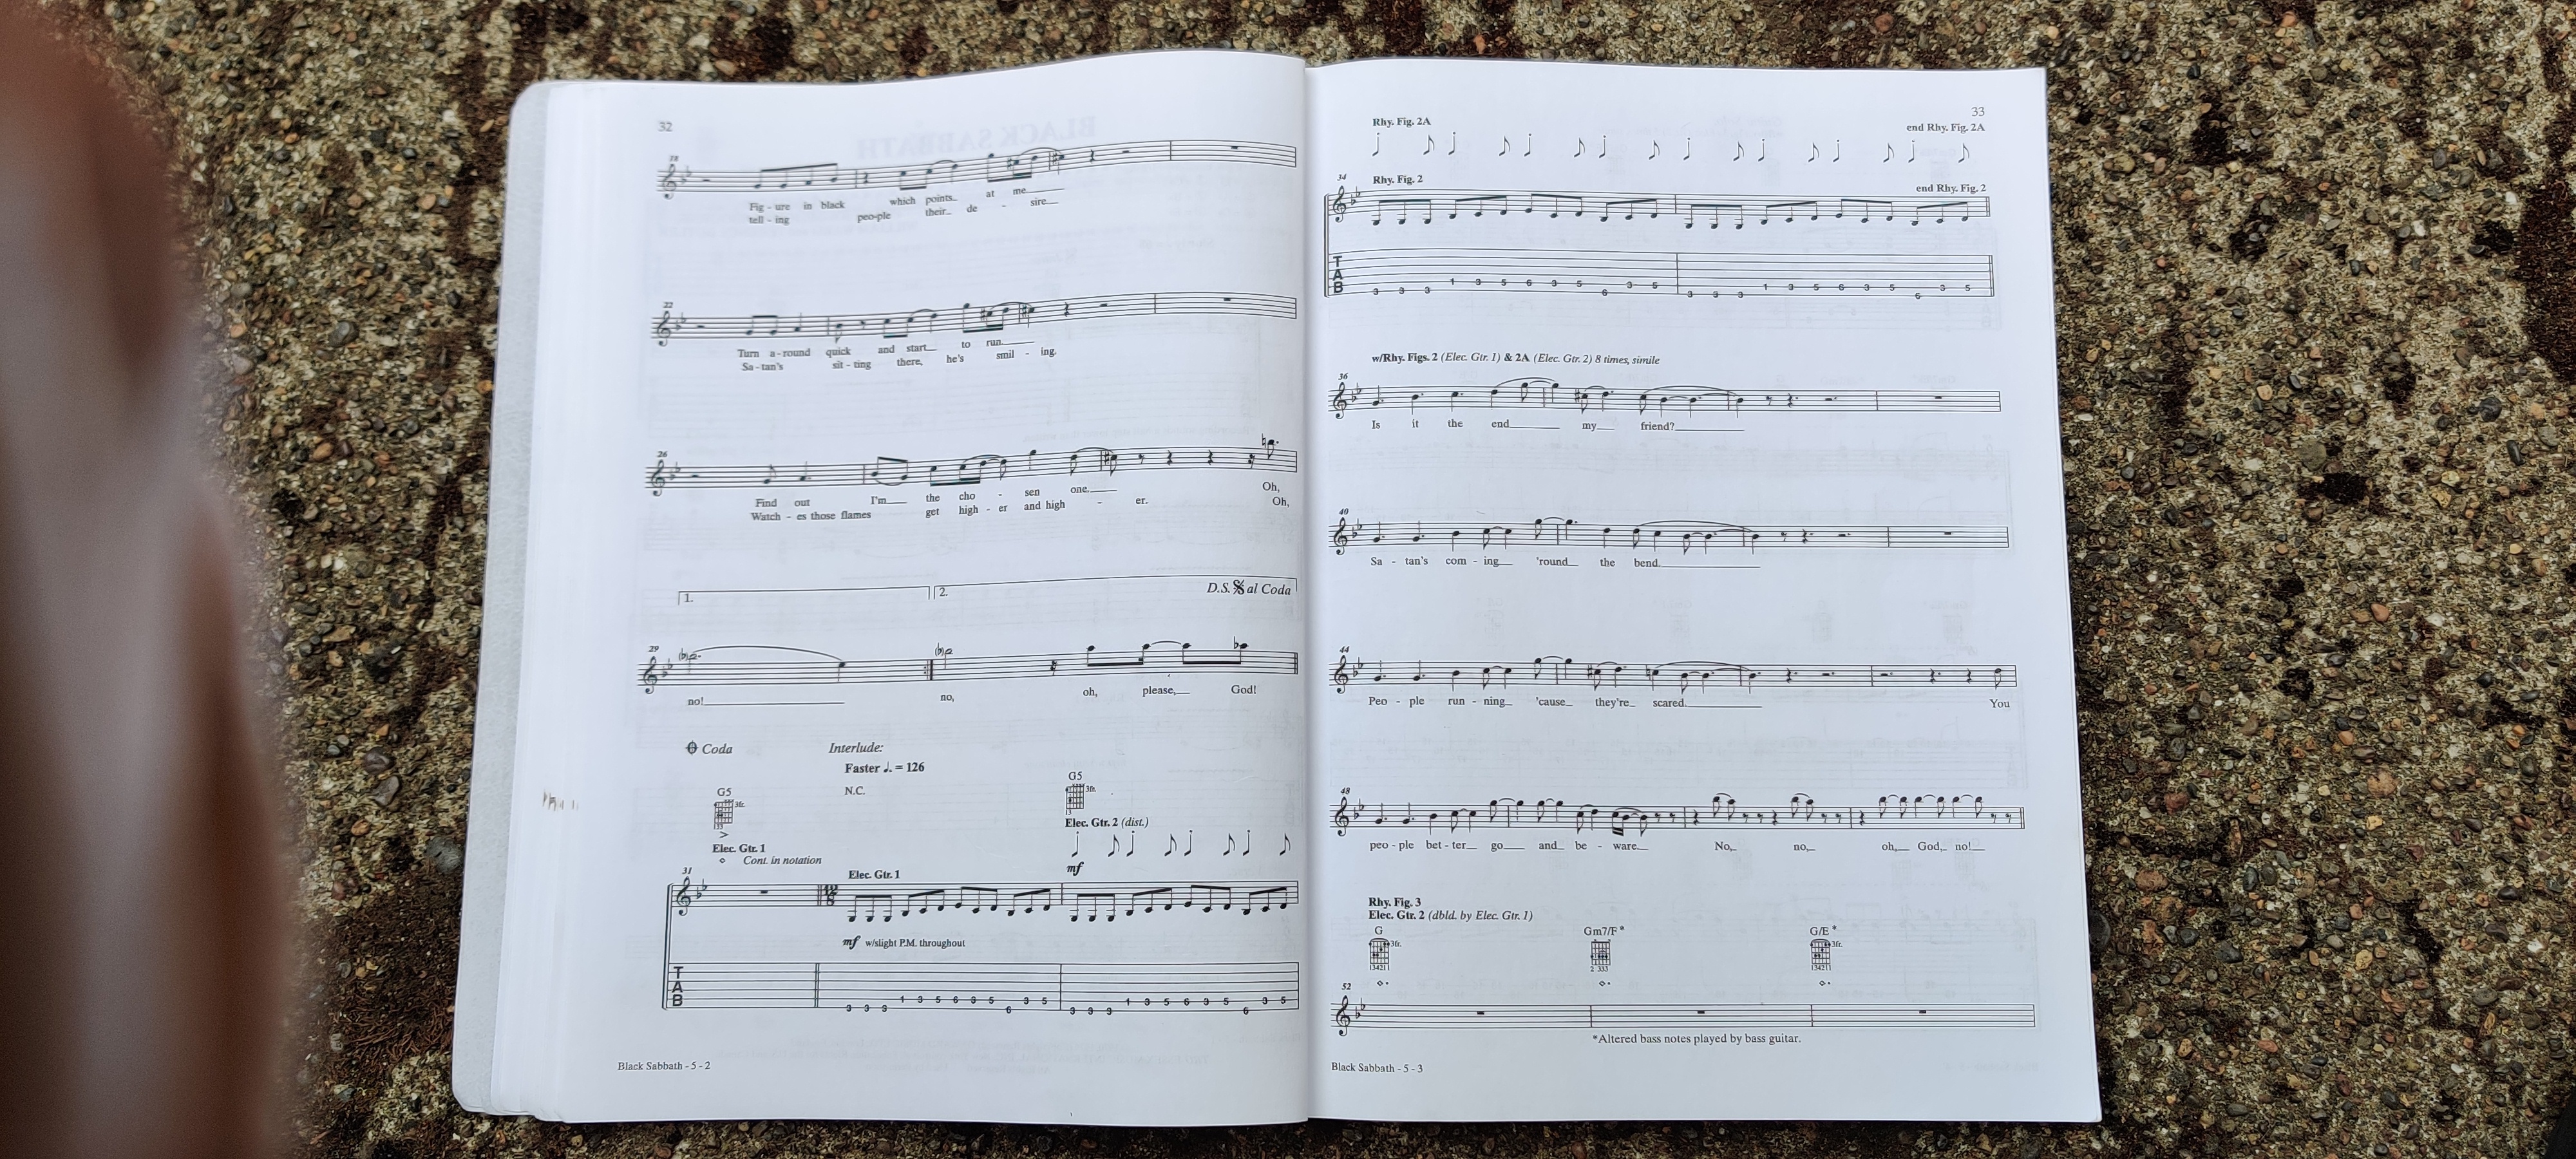 32
18
Fig - ure in black which points at me
tell - ing peo-ple their de - sire
22
Turn a - round quick and start to run
Sa - tan's sit - ting there, he's smil - ing.
26
Find out I'm the cho - sen one. Oh,
Watch - es those flames get high - er and high - er. Oh,
1. 2. D.S. al Coda
29
no! no, oh, please, God!
Coda Interlude:
Faster = 126
G5 N.C. G5
3fr. 3fr.
133 13
Elec. Gtr. 2 (dist.)
Elec. Gtr. 1
Cont. in notation
mf
31
Elec. Gtr. 1
12
8
mf w/slight P.M. throughout
T
A
B
3 3 3 1 3 5 6 3 5 6 3 5 3 3 3 1 3 5 6 3 5 6 3 5
Black Sabbath - 5 - 2
33
Rhy. Fig. 2A end Rhy. Fig. 2A
34
Rhy. Fig. 2 end Rhy. Fig. 2
T
A
B
3 3 3 1 3 5 6 3 5 6 3 5 3 3 3 1 3 5 6 3 5 6 3 5
w/Rhy. Figs. 2 (Elec. Gtr. 1) & 2A (Elec. Gtr. 2) 8 times, simile
36
Is it the end my friend?
40
Sa - tan's com - ing 'round the bend.
44
Peo - ple run - ning 'cause they're scared. You
48
peo - ple bet - ter go and be - ware. No, no, oh, God, no!
Rhy. Fig. 3
Elec. Gtr. 2 (dbld. by Elec. Gtr. 1)
G Gm7/F* G/E*
3fr. 3fr.
134211 2 333 134211
52
*Altered bass notes played by bass guitar.
Black Sabbath - 5 - 3